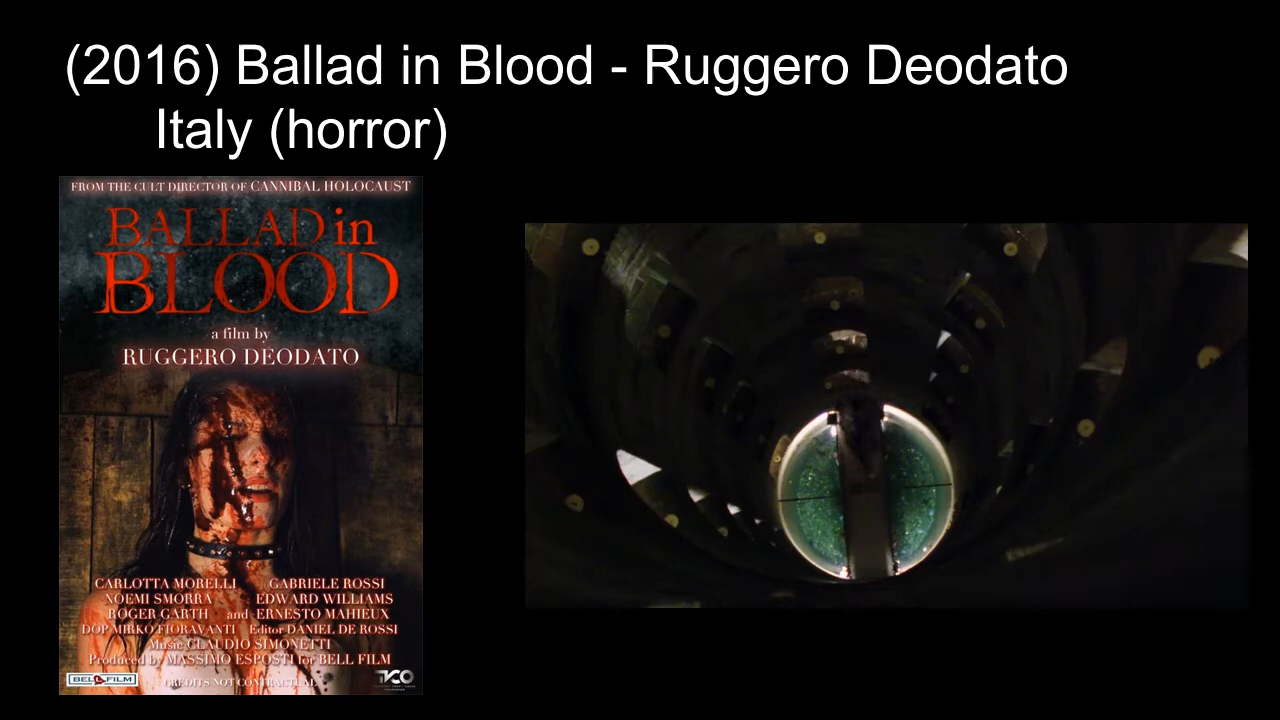 (2016) Ballad in Blood - Ruggero Deodato
Italy (horror)
FROM THE CULT DIRECTOR OF CANNIBAL HOLOCAUST
BALLAD in
BLOOD
a film by
RUGGERO DEODATO
CARLOTTA MORELLI GABRIELE ROSSI
NOEMI SMORRA EDWARD WILLIAMS
ROGER GARTH and ERNESTO MAHIEUX
DOP MIRKO FIORAVANTI Editor DANIEL DE ROSSI
Music CLAUDIO SIMONETTI
Produced by MASSIMO ESPOSTI for BELL FILM
BELL FILM CREDITS NOT CONTRACTUAL TCO